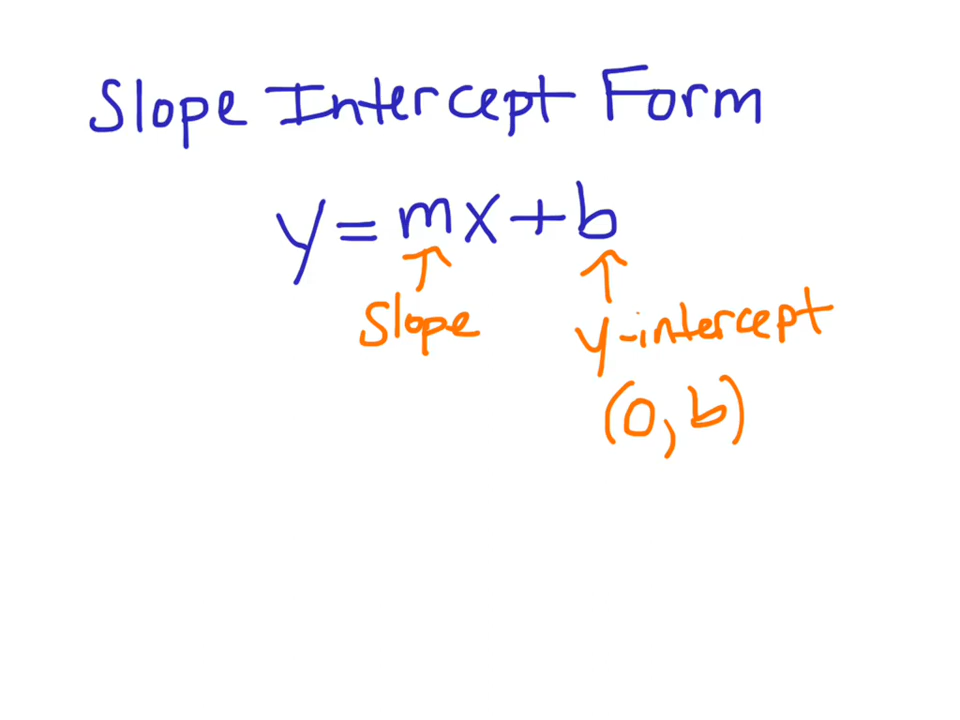 Slope Intercept Form
y = mx + b
↑ ↑
Slope y-intercept
(0, b)